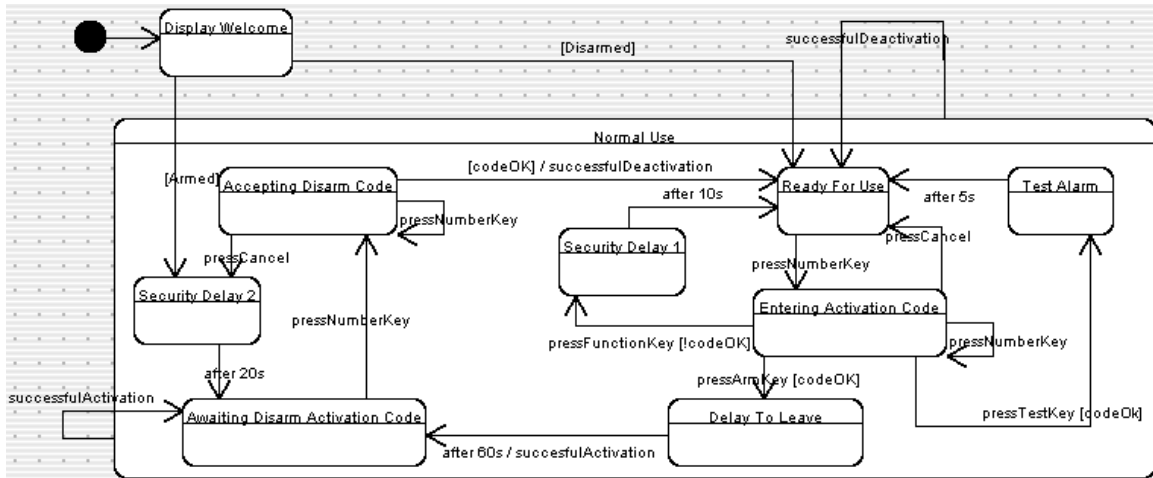 Display Welcome
successfulDeactivation
[Disarmed]
Normal Use
[Armed]
Accepting Disarm Code
[codeOK] / successfulDeactivation
Ready For Use
Test Alarm
after 10s
after 5s
pressNumberKey
pressCancel
Security Delay 1
pressCancel
pressNumberKey
Security Delay 2
Entering Activation Code
pressNumberKey
pressFunctionKey [!codeOK]
pressNumberKey
after 20s
pressArmKey [codeOK]
successfulActivation
Awaiting Disarm Activation Code
Delay To Leave
pressTestKey [codeOk]
after 60s / succesfulActivation